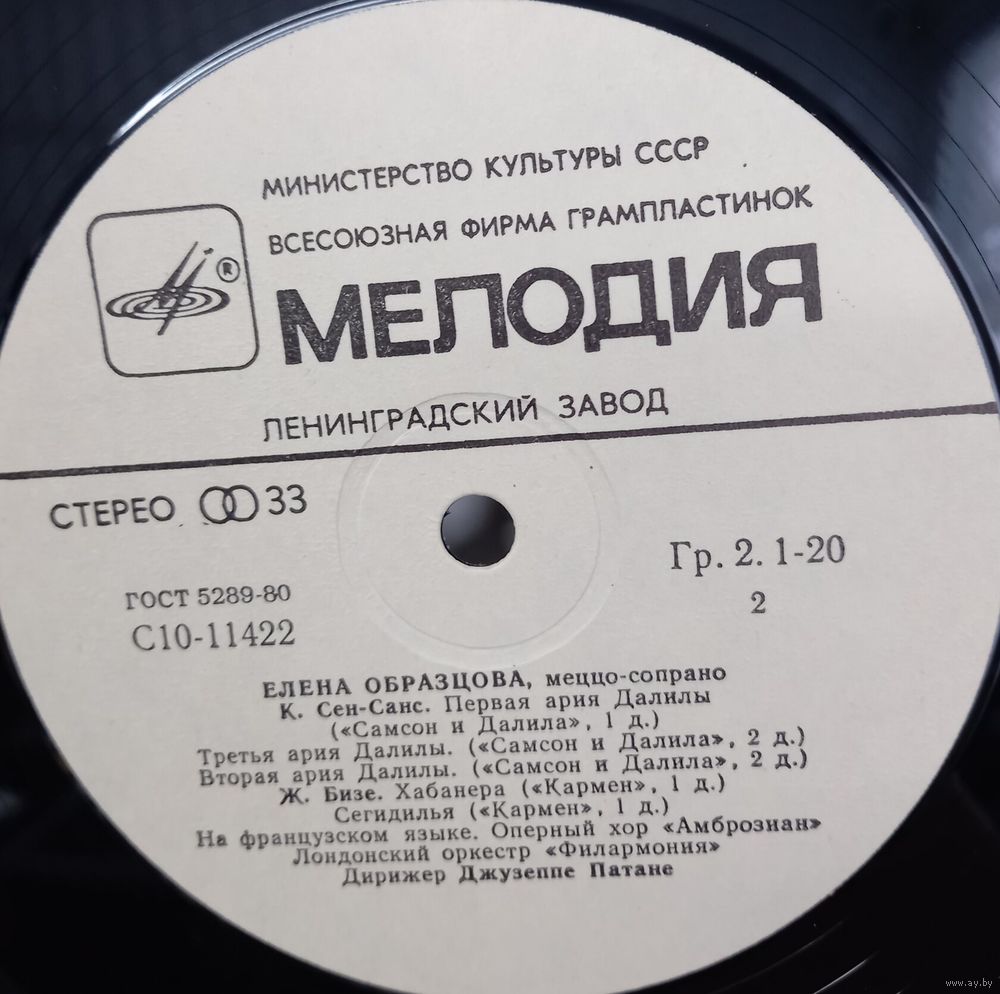 МИНИСТЕРСТВО КУЛЬТУРЫ СССР
ВСЕСОЮЗНАЯ ФИРМА ГРАМПЛАСТИНОК
®
МЕЛОДИЯ
ЛЕНИНГРАДСКИЙ ЗАВОД
СТЕРЕО 33
Гр. 2. 1-20
ГОСТ 5289-80
2
С10-11422
ЕЛЕНА ОБРАЗЦОВА, меццо-сопрано
К. Сен-Санс. Первая ария Далилы
(«Самсон и Далила», 1 д.)
Третья ария Далилы. («Самсон и Далила», 2 д.)
Вторая ария Далилы. («Самсон и Далила», 2 д.)
Ж. Бизе. Хабанера («Кармен», 1 д.)
Сегидилья («Кармен», 1 д.)
На французском языке. Оперный хор «Амброзиан»
Лондонский оркестр «Филармония»
Дирижер Джузеппе Патане
www.ay.by